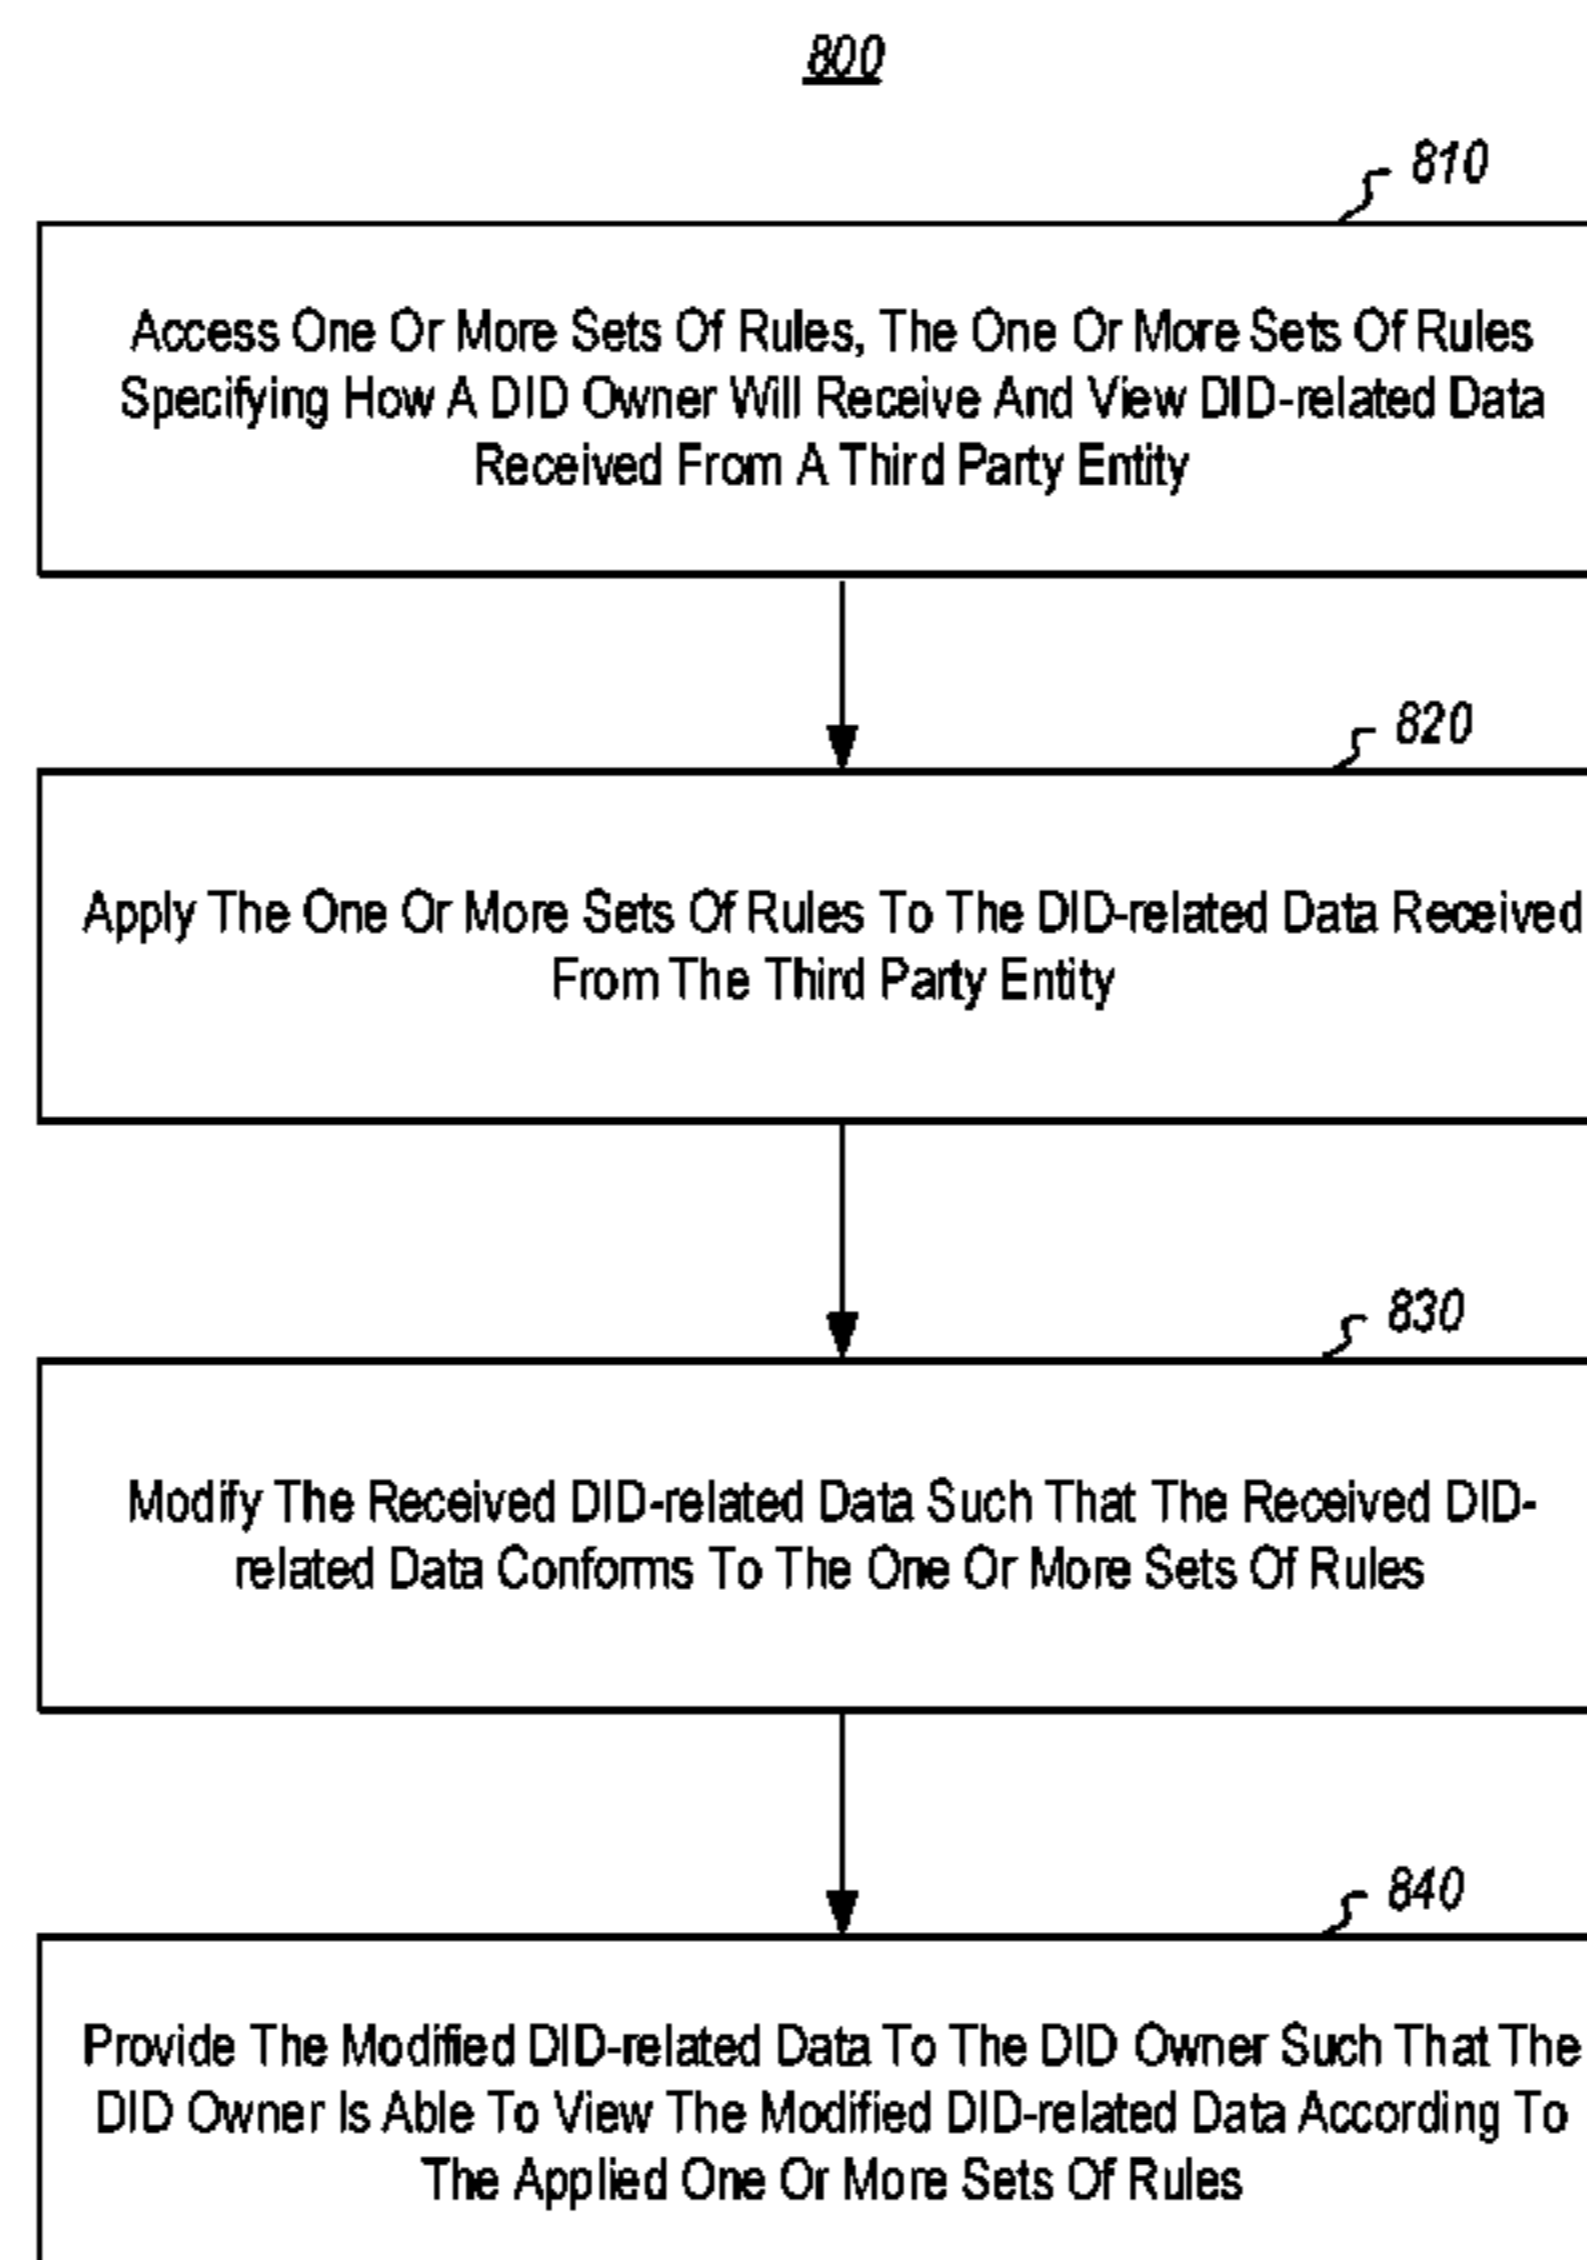 800
810
Access One Or More Sets Of Rules, The One Or More Sets Of Rules
Specifying How A DID Owner Will Receive And View DID-related Data
Received From A Third Party Entity
820
Apply The One Or More Sets Of Rules To The DID-related Data Received
From The Third Party Entity
830
Modify The Received DID-related Data Such That The Received DID-
related Data Conforms To The One Or More Sets Of Rules
840
Provide The Modified DID-related Data To The DID Owner Such That The
DID Owner Is Able To View The Modified DID-related Data According To
The Applied One Or More Sets Of Rules